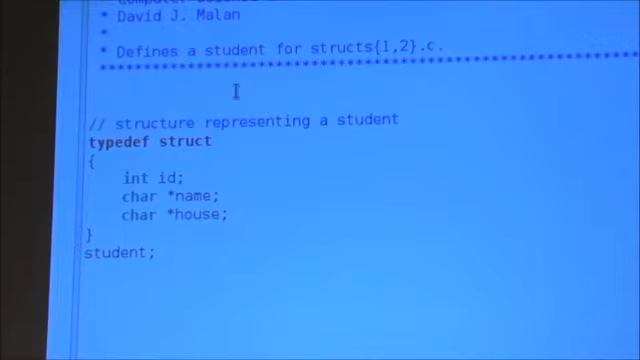 * David J. Malan
*
* Defines a student for structs{1,2}.c.
// structure representing a student
typedef struct
{
int id;
char *name;
char *house;
}
student;